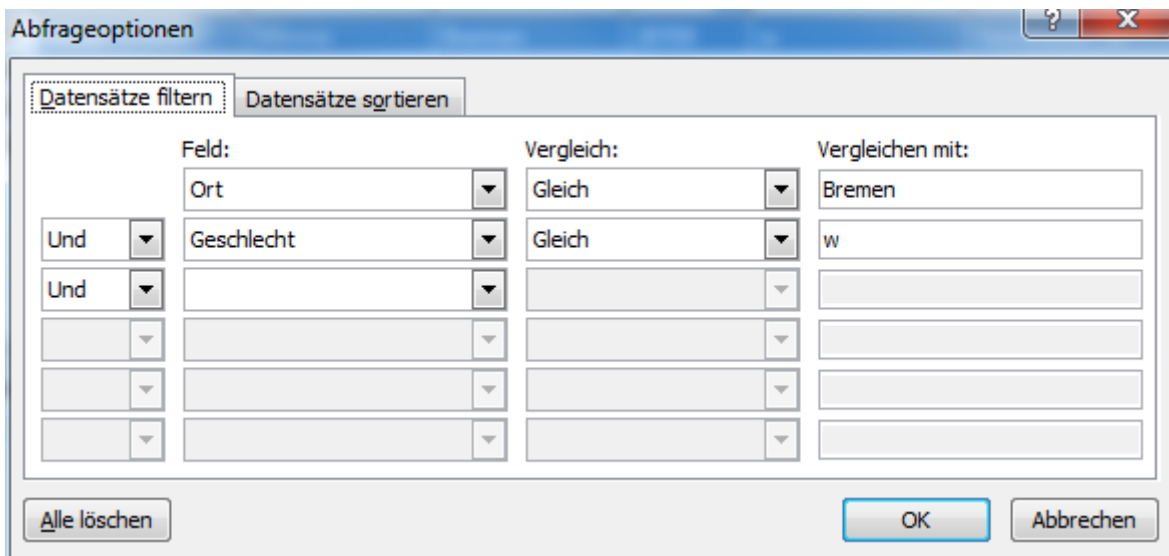 Abfrageoptionen
Datensätze filtern Datensätze sortieren
Feld: Vergleich: Vergleichen mit:
Ort Gleich Bremen
Und Geschlecht Gleich w
Und
Alle löschen OK Abbrechen